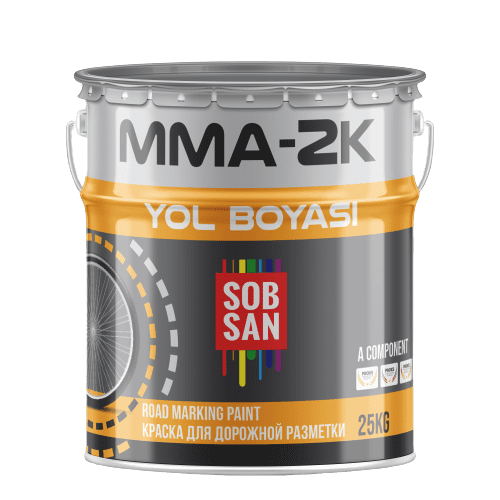 MMA-2K
YOL BOYASI
SOB
SAN
A COMPONENT
ROAD MARKING PAINT
КРАСКА ДЛЯ ДОРОЖНОЙ РАЗМЕТКИ
25KG